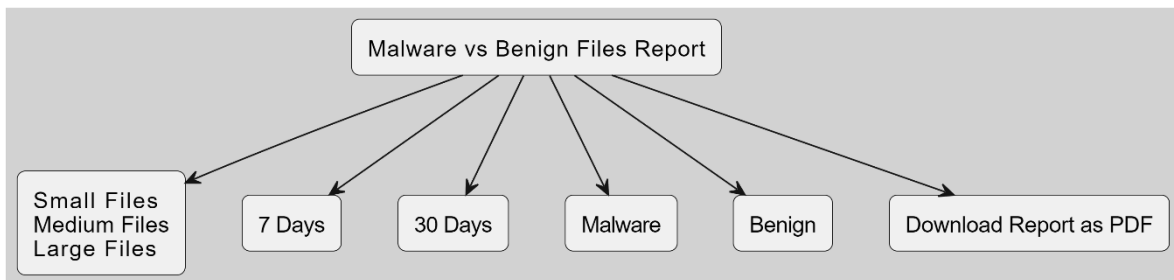 Malware vs Benign Files Report
Small Files
Medium Files
Large Files
7 Days
30 Days
Malware
Benign
Download Report as PDF